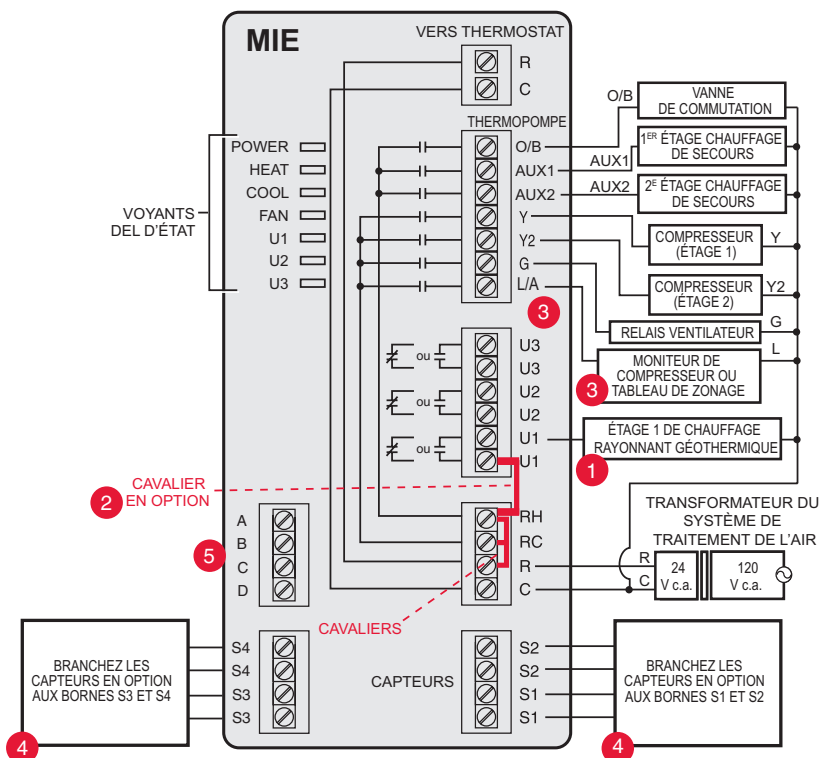 MIE
VERS THERMOSTAT
R
C
THERMOPOMPE
O/B
AUX1
AUX2
Y
Y2
G
L/A
3
VOYANTS
DEL D'ÉTAT
POWER
HEAT
COOL
FAN
U1
U2
U3
O/B
VANNE
DE COMMUTATION
AUX1
1ER ÉTAGE CHAUFFAGE
DE SECOURS
AUX2
2E ÉTAGE CHAUFFAGE
DE SECOURS
COMPRESSEUR
(ÉTAGE 1)
Y
COMPRESSEUR
(ÉTAGE 2)
Y2
RELAIS VENTILATEUR
G
MONITEUR DE
COMPRESSEUR OU
TABLEAU DE ZONAGE
L
3
ou
ou
ou
U3
U3
U2
U2
U1
U1
ÉTAGE 1 DE CHAUFFAGE
RAYONNANT GÉOTHERMIQUE
1
2
CAVALIER
EN OPTION
RH
RC
R
C
CAVALIERS
TRANSFORMATEUR DU
SYSTÈME DE
TRAITEMENT DE L'AIR
R
C
24
V c.a.
120
V c.a.
5
A
B
C
D
BRANCHEZ LES
CAPTEURS EN OPTION
AUX BORNES S3 ET S4
4
S4
S4
S3
S3
CAPTEURS
S2
S2
S1
S1
BRANCHEZ LES
CAPTEURS EN OPTION
AUX BORNES S1 ET S2
4